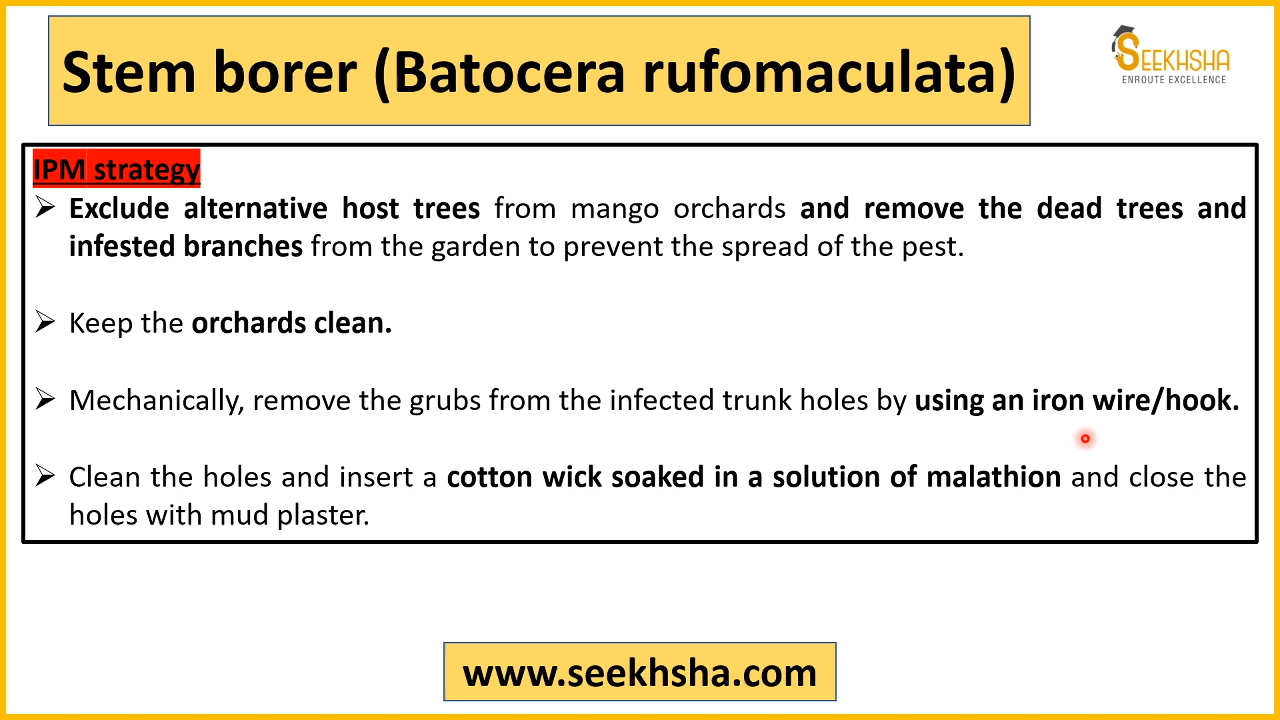 Stem borer (Batocera rufomaculata)
SEEKHSHA
ENROUTE EXCELLENCE
IPM strategy
➢ Exclude alternative host trees from mango orchards and remove the dead trees and
infested branches from the garden to prevent the spread of the pest.
➢ Keep the orchards clean.
➢ Mechanically, remove the grubs from the infected trunk holes by using an iron wire/hook.
➢ Clean the holes and insert a cotton wick soaked in a solution of malathion and close the
holes with mud plaster.
www.seekhsha.com